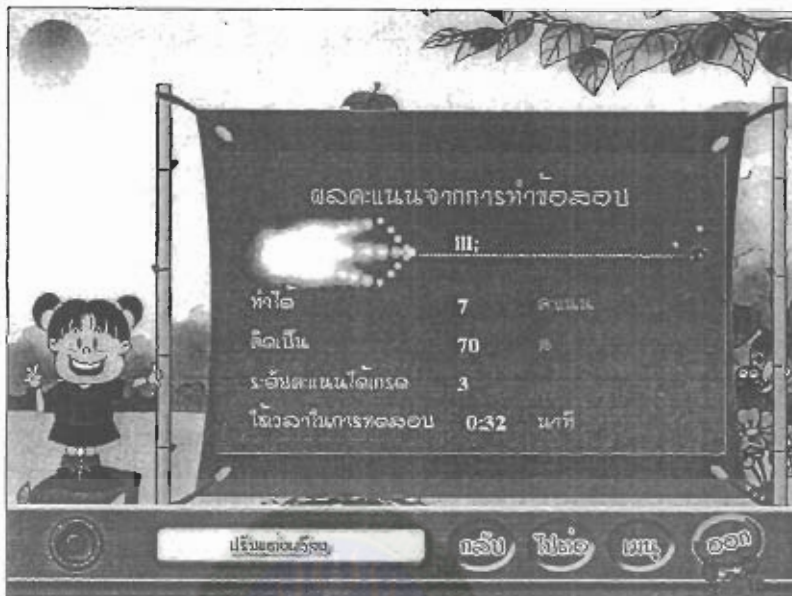 ผลคะแนนจากการทำข้อสอบ
แแ;
ทำได้ 7 คะแนน
คิดเป็น 70
ระดับคะแนนได้เกรด 3
ใช้เวลาในการทดสอบ 0:32 นาที
กลับ ไปต่อ เมนู ออก